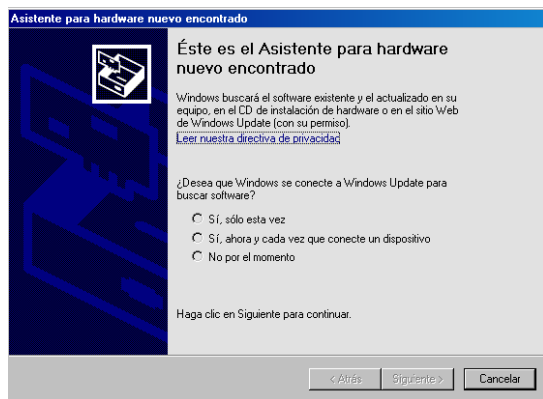 Asistente para hardware nuevo encontrado
Éste es el Asistente para hardware
nuevo encontrado
Windows buscará el software existente y el actualizado en su
equipo, en el CD de instalación de hardware o en el sitio Web
de Windows Update (con su permiso).
Leer nuestra directiva de privacidad
¿Desea que Windows se conecte a Windows Update para
buscar software?
Sí, sólo esta vez
Sí, ahora y cada vez que conecte un dispositivo
No por el momento
Haga clic en Siguiente para continuar.
< Atrás Siguiente > Cancelar